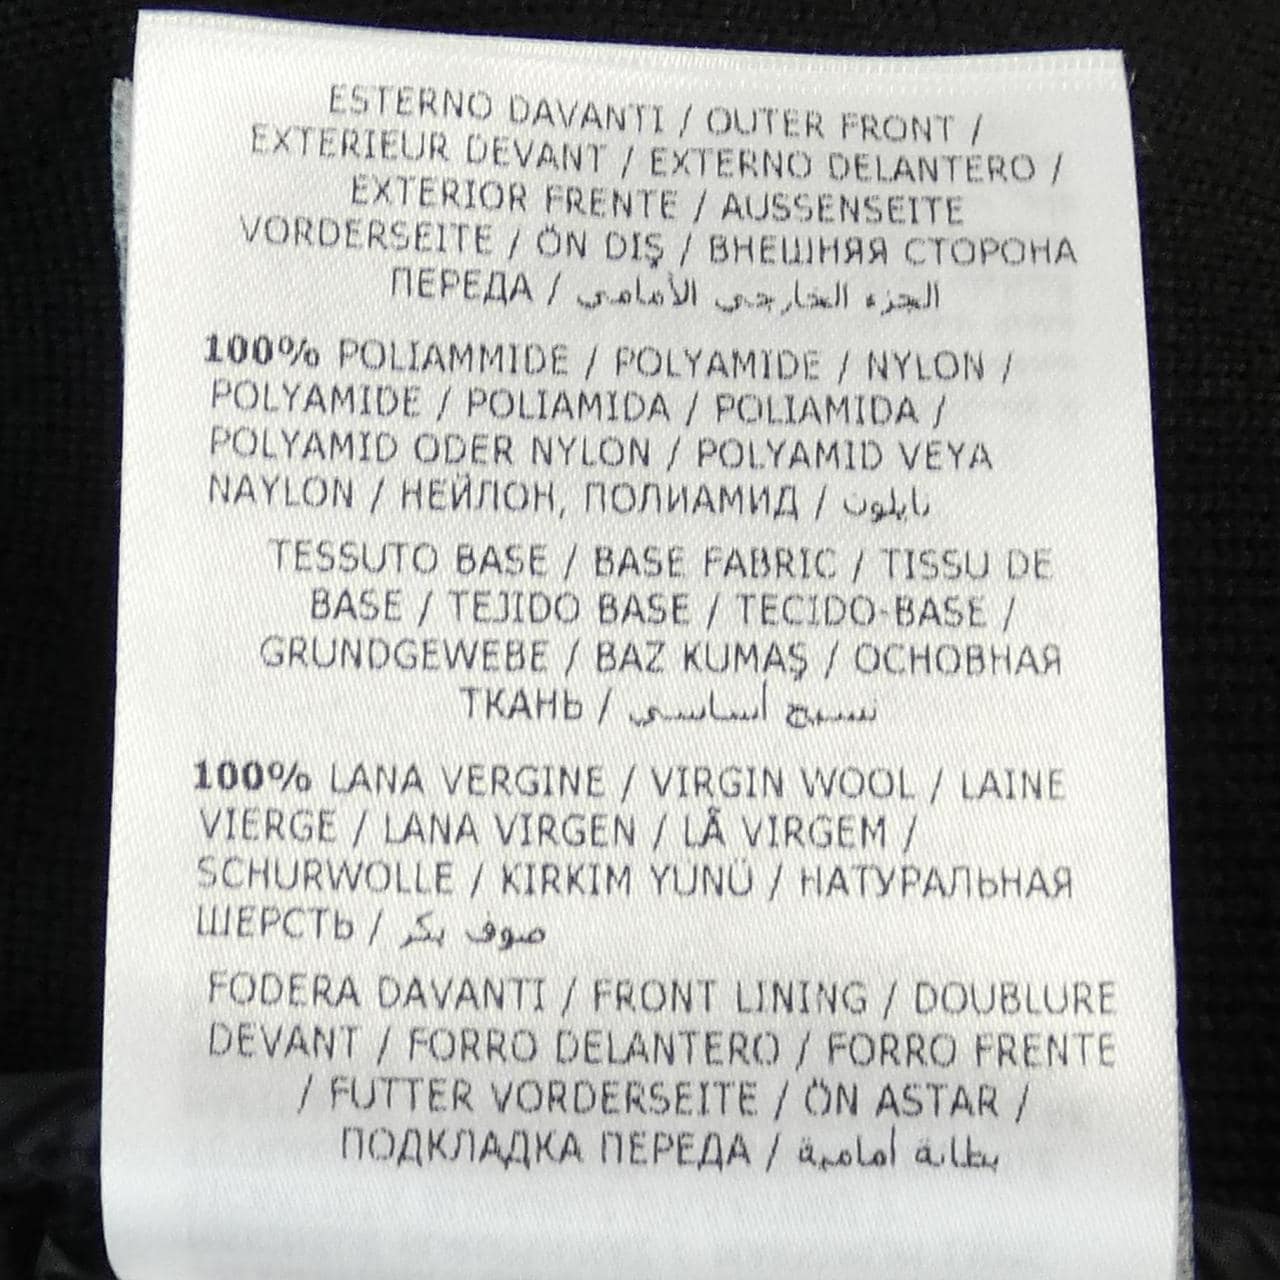 ESTERNO DAVANTI / OUTER FRONT /
EXTERIEUR DEVANT / EXTERNO DELANTERO /
EXTERIOR FRENTE / AUSSENSEITE
VORDERSEITE / ÖN DIŞ / ВНЕШНЯЯ СТОРОНА
ПЕРЕДА / الجزء الخارجي الأمامي
100% POLIAMMIDE / POLYAMIDE / NYLON /
POLYAMIDE / POLIAMIDA / POLIAMIDA /
POLYAMID ODER NYLON / POLYAMID VEYA
NAYLON / НЕЙЛОН, ПОЛИАМИД / نايلون
TESSUTO BASE / BASE FABRIC / TISSU DE
BASE / TEJIDO BASE / TECIDO-BASE /
GRUNDGEWEBE / BAZ KUMAŞ / ОСНОВНАЯ
ТКАНЬ / نسيج أساسي
100% LANA VERGINE / VIRGIN WOOL / LAINE
VIERGE / LANA VIRGEN / LÃ VIRGEM /
SCHURWOLLE / KIRKIM YÜNÜ / НАТУРАЛЬНАЯ
ШЕРСТЬ / صوف بكر
FODERA DAVANTI / FRONT LINING / DOUBLURE
DEVANT / FORRO DELANTERO / FORRO FRENTE
/ FUTTER VORDERSEITE / ÖN ASTAR /
ПОДКЛАДКА ПЕРЕДА / بطانة أمامية